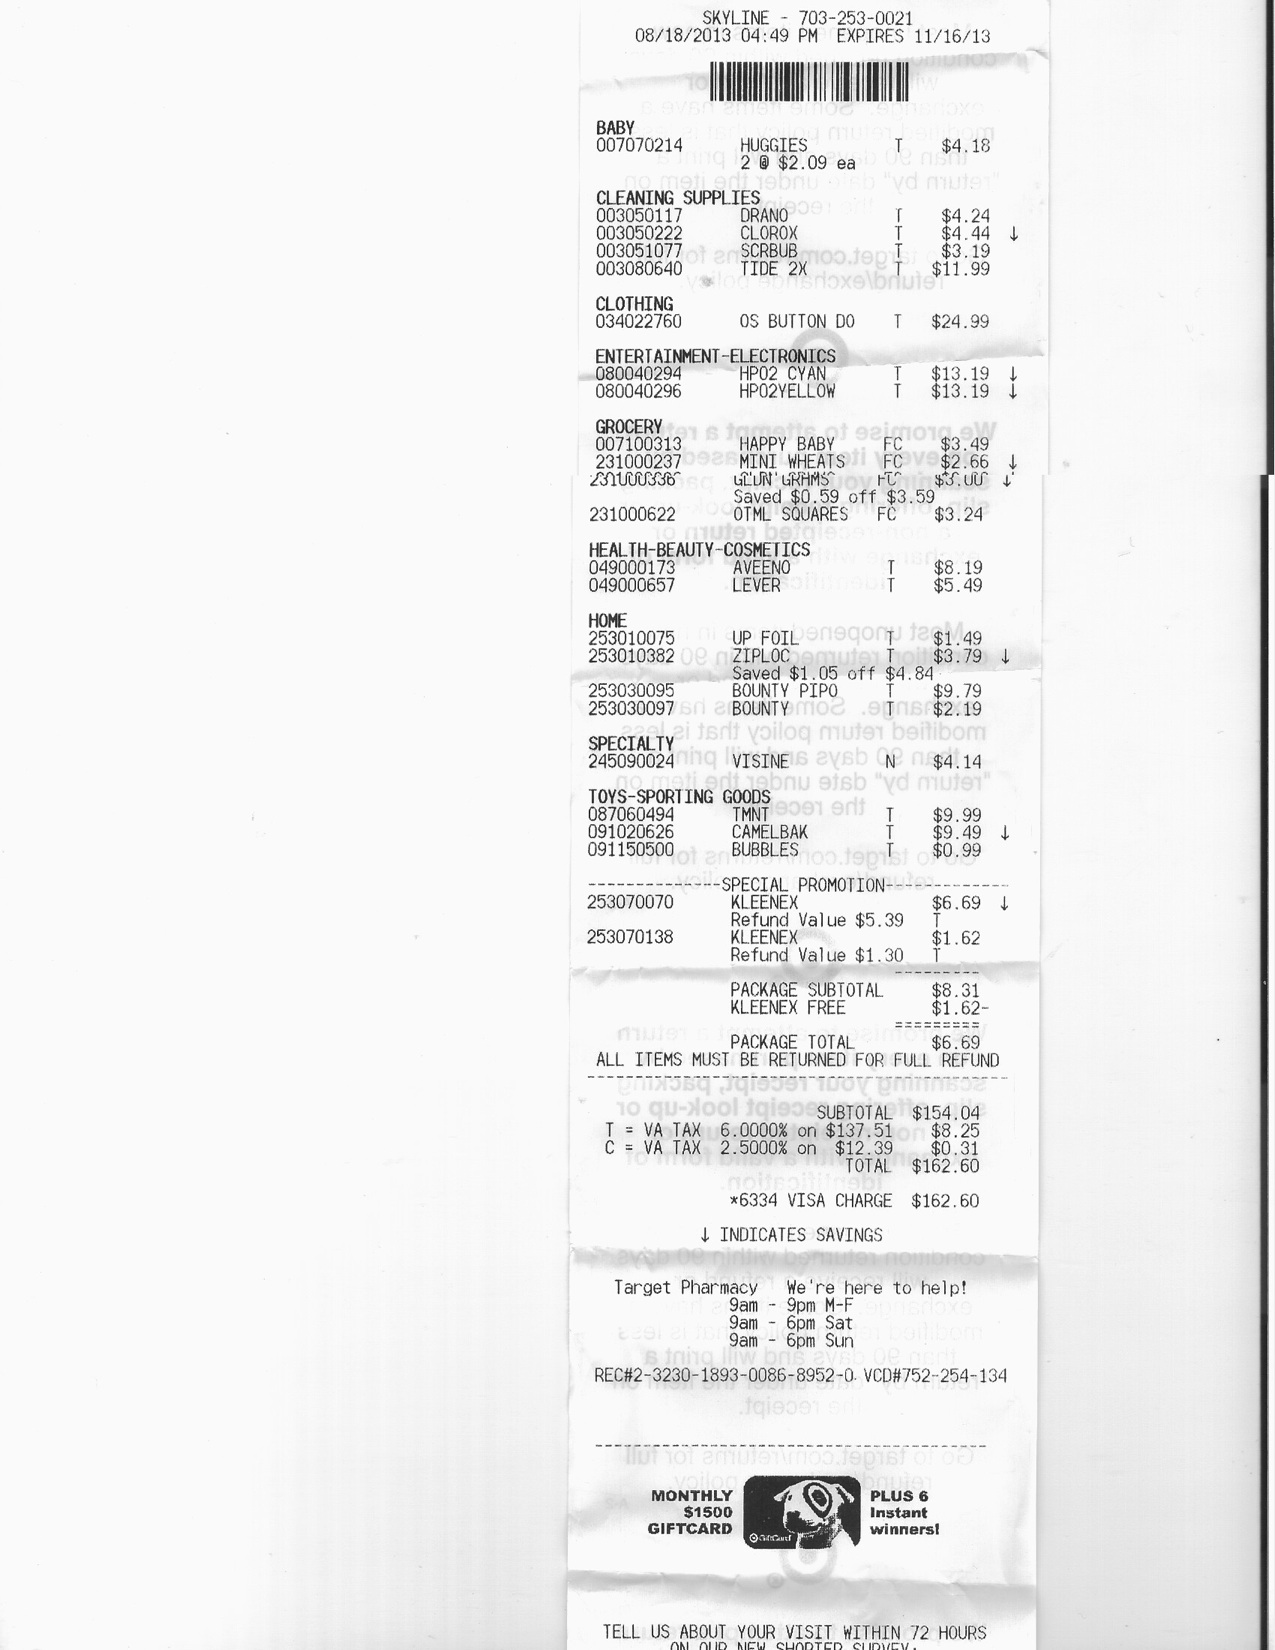 SKYLINE - 703-253-0021
08/18/2013 04:49 PM EXPIRES 11/16/13
BABY
007070214 HUGGIES T $4.18
2 @ $2.09 ea
CLEANING SUPPLIES
003050117 DRANO T $4.24
003050222 CLOROX T $4.44 ↓
003051077 SCRBUB T $3.19
003080640 TIDE 2X T $11.99
CLOTHING
034022760 OS BUTTON DO T $24.99
ENTERTAINMENT-ELECTRONICS
080040294 HP02 CYAN T $13.19 ↓
080040296 HP02YELLOW T $13.19 ↓
GROCERY
007100313 HAPPY BABY FC $3.49
231000237 MINI WHEATS FC $2.66 ↓
231000336 GRHMS FC $3.00 ↓
Saved $0.59 off $3.59
231000622 OTML SQUARES FC $3.24
HEALTH-BEAUTY-COSMETICS
049000173 AVEENO T $8.19
049000657 LEVER T $5.49
HOME
253010075 UP FOIL T $1.49
253010382 ZIPLOC T $3.79 ↓
Saved $1.05 off $4.84
253030095 BOUNTY PIPO T $9.79
253030097 BOUNTY T $2.19
SPECIALTY
245090024 VISINE N $4.14
TOYS-SPORTING GOODS
087060494 TMNT T $9.99
091020626 CAMELBAK T $9.49 ↓
091150500 BUBBLES T $0.99
--------------SPECIAL PROMOTION-------------
253070070 KLEENEX $6.69 ↓
Refund Value $5.39 T
253070138 KLEENEX $1.62
Refund Value $1.30 T
---------
PACKAGE SUBTOTAL $8.31
KLEENEX FREE $1.62-
=========
PACKAGE TOTAL $6.69
ALL ITEMS MUST BE RETURNED FOR FULL REFUND
--------------------------------------------
SUBTOTAL $154.04
T = VA TAX 6.0000% on $137.51 $8.25
C = VA TAX 2.5000% on $12.39 $0.31
TOTAL $162.60
*6334 VISA CHARGE $162.60
↓ INDICATES SAVINGS
Target Pharmacy We're here to help!
9am - 9pm M-F
9am - 6pm Sat
9am - 6pm Sun
REC#2-3230-1893-0086-8952-0 VCD#752-254-134
-----------------------------------------
MONTHLY $1500 GIFTCARD
GiftCard
PLUS 6 Instant winners!
TELL US ABOUT YOUR VISIT WITHIN 72 HOURS
ON OUR NEW SHORTER SURVEY: